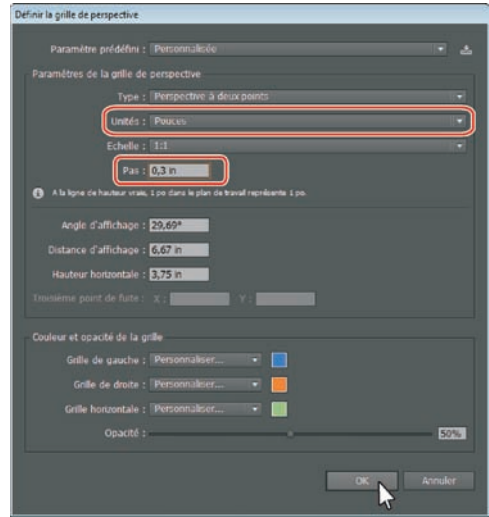 Définir la grille de perspective
Paramètre prédéfini : Personnalisée
Paramètres de la grille de perspective
Type : Perspective à deux points
Unités : Pouces
Echelle : 1:1
Pas : 0,3 in
A la ligne de hauteur vraie, 1 po dans le plan de travail représente 1 po.
Angle d'affichage : 29,69°
Distance d'affichage : 6,67 in
Hauteur horizontale : 3,75 in
Troisième point de fuite : X : Y :
Couleur et opacité de la grille
Grille de gauche : Personnaliser...
Grille de droite : Personnaliser...
Grille horizontale : Personnaliser...
Opacité : 50%
OK Annuler